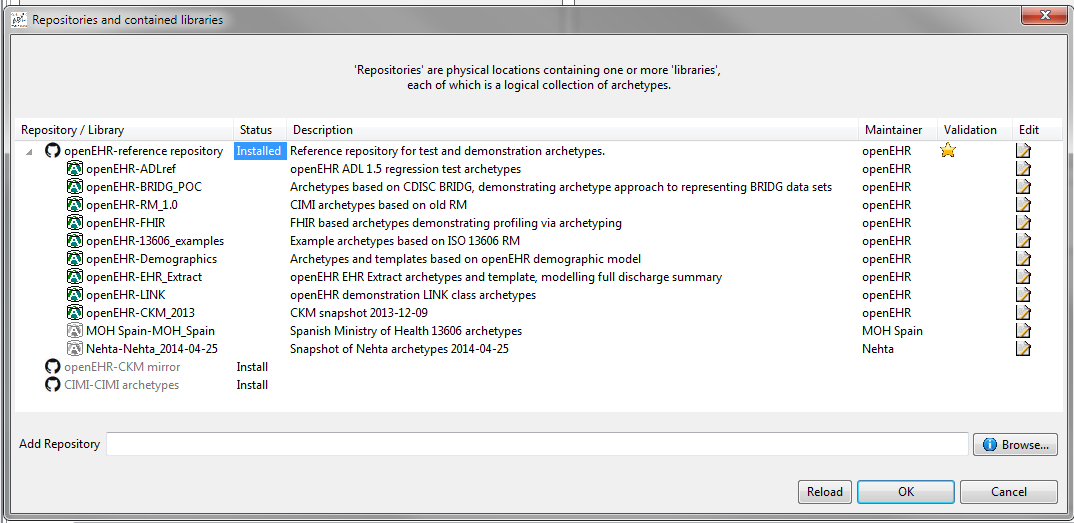 Repositories and contained libraries
'Repositories' are physical locations containing one or more 'libraries',
each of which is a logical collection of archetypes.
Repository / Library Status Description Maintainer Validation Edit
openEHR-reference repository Installed Reference repository for test and demonstration archetypes. openEHR
openEHR-ADLref openEHR ADL 1.5 regression test archetypes openEHR
openEHR-BRIDG_POC Archetypes based on CDISC BRIDG, demonstrating archetype approach to representing BRIDG data sets openEHR
openEHR-RM_1.0 CIMI archetypes based on old RM openEHR
openEHR-FHIR FHIR based archetypes demonstrating profiling via archetyping openEHR
openEHR-13606_examples Example archetypes based on ISO 13606 RM openEHR
openEHR-Demographics Archetypes and templates based on openEHR demographic model openEHR
openEHR-EHR_Extract openEHR EHR Extract archetypes and template, modelling full discharge summary openEHR
openEHR-LINK openEHR demonstration LINK class archetypes openEHR
openEHR-CKM_2013 CKM snapshot 2013-12-09 openEHR
MOH Spain-MOH_Spain Spanish Ministry of Health 13606 archetypes MOH Spain
Nehta-Nehta_2014-04-25 Snapshot of Nehta archetypes 2014-04-25 Nehta
openEHR-CKM mirror Install
CIMI-CIMI archetypes Install
Add Repository Browse...
Reload OK Cancel